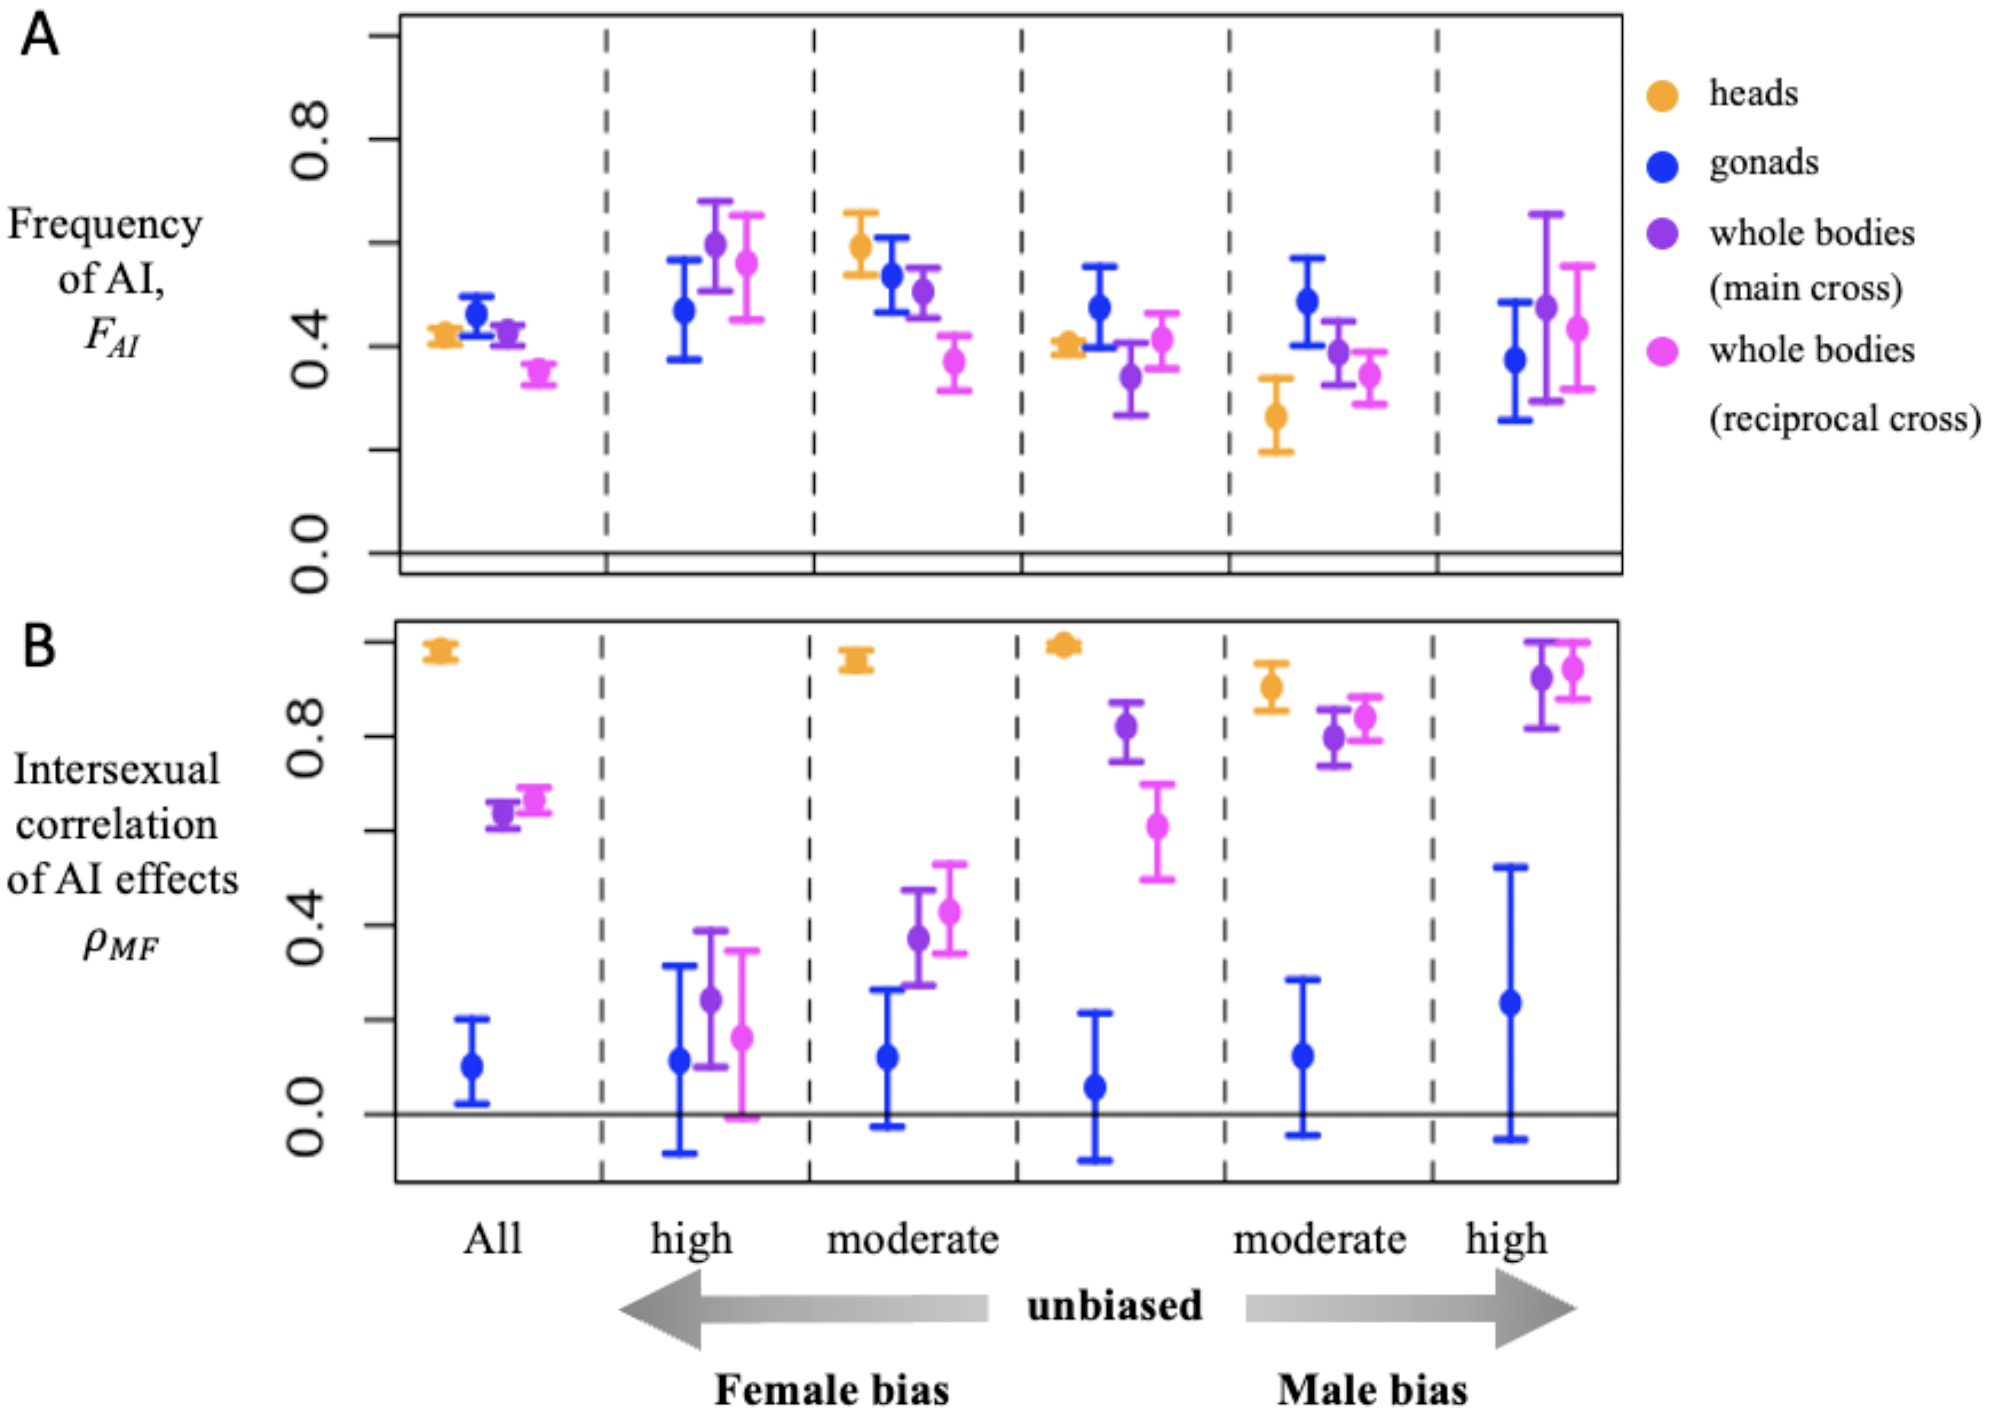 A
0.8
0.4
0.0
Frequency
of AI,
F_AI
heads
gonads
whole bodies
(main cross)
whole bodies
(reciprocal cross)
B
0.8
0.4
0.0
Intersexual
correlation
of AI effects
ρ_MF
All
high
moderate
moderate
high
unbiased
Female bias
Male bias